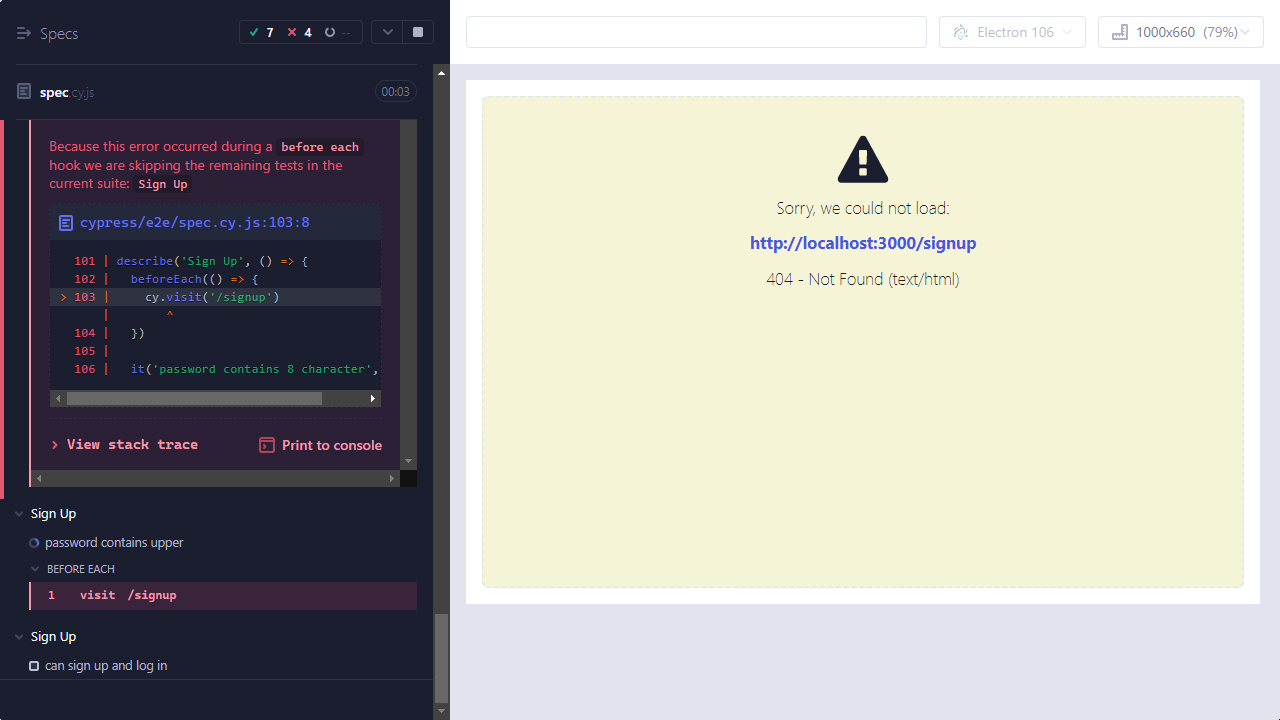 Specs
7 4 --
Electron 106
1000x660 (79%)
spec.cy.js
00:03
Because this error occurred during a before each
hook we are skipping the remaining tests in the
current suite: Sign Up
cypress/e2e/spec.cy.js:103:8
101 | describe('Sign Up', () => {
102 |   beforeEach(() => {
> 103 |     cy.visit('/signup')
|        ^
104 |   })
105 |
106 |   it('password contains 8 character',
> View stack trace
Print to console
Sign Up
password contains upper
BEFORE EACH
1 visit /signup
Sign Up
can sign up and log in
Sorry, we could not load:
http://localhost:3000/signup
404 - Not Found (text/html)